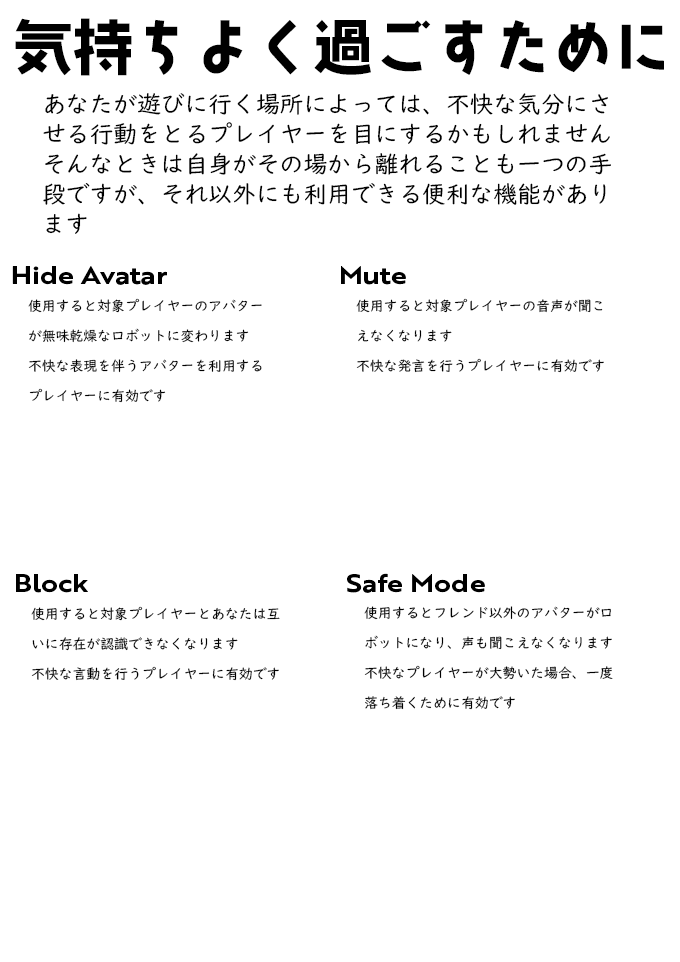 気持ちよく過ごすために
あなたが遊びに行く場所によっては、不快な気分にさ
せる行動をとるプレイヤーを目にするかもしれません
そんなときは自身がその場から離れることも一つの手
段ですが、それ以外にも利用できる便利な機能があり
ます
Hide Avatar
使用すると対象プレイヤーのアバター
が無味乾燥なロボットに変わります
不快な表現を伴うアバターを利用する
プレイヤーに有効です
Mute
使用すると対象プレイヤーの音声が聞こ
えなくなります
不快な発言を行うプレイヤーに有効です
Block
使用すると対象プレイヤーとあなたは互
いに存在が認識できなくなります
不快な言動を行うプレイヤーに有効です
Safe Mode
使用するとフレンド以外のアバターがロ
ボットになり、声も聞こえなくなります
不快なプレイヤーが大勢いた場合、一度
落ち着くために有効です